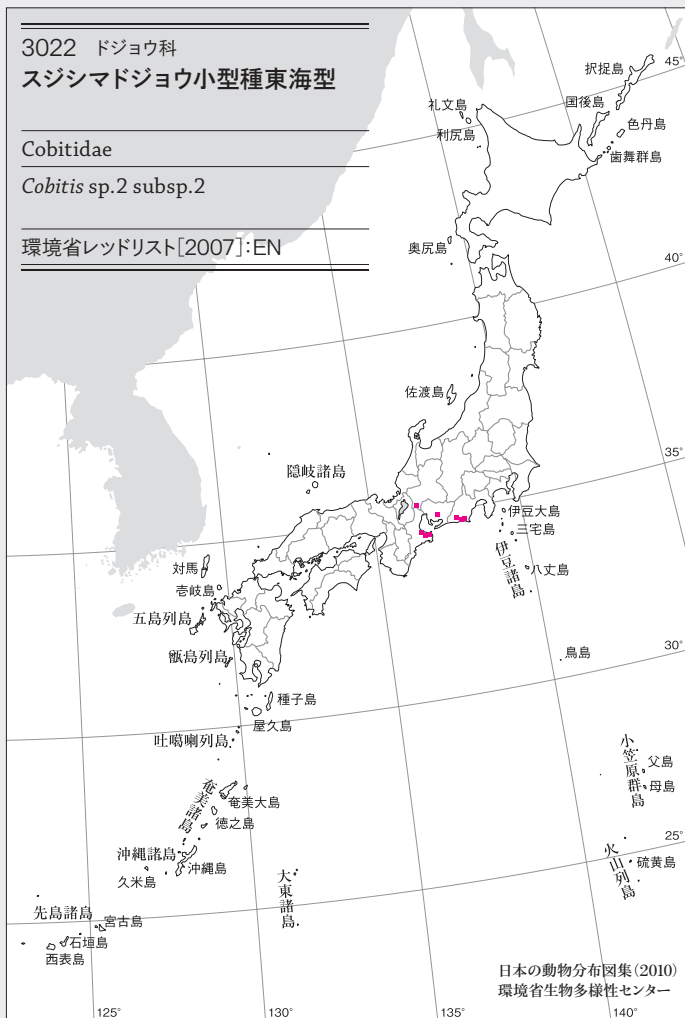 3022 ドジョウ科
スジシマドジョウ小型種東海型
Cobitidae
Cobitis sp.2 subsp.2
環境省レッドリスト[2007]:EN
45°
択捉島
国後島
礼文島
色丹島
利尻島
歯舞群島
奥尻島
40°
佐渡島
35°
隠岐諸島
伊豆大島
三宅島
伊豆諸島
八丈島
対馬
壱岐島
五島列島
甑島列島
鳥島
30°
種子島
屋久島
吐噶喇列島
小笠原群島
父島
母島
奄美諸島
奄美大島
徳之島
25°
沖縄諸島
沖縄島
久米島
火山列島
硫黄島
大東諸島
先島諸島
宮古島
石垣島
西表島
日本の動物分布図集(2010)
環境省生物多様性センター
125°
130°
135°
140°